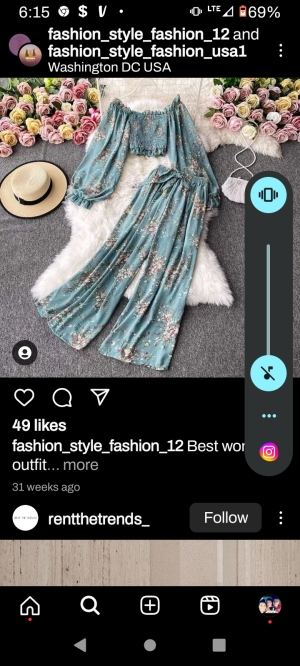 6:15 LTE 69%
fashion_style_fashion_12 and
fashion_style_fashion_usa1
Washington DC USA
49 likes
fashion_style_fashion_12 Best wor
outfit... more
31 weeks ago
rentthetrends_
Follow